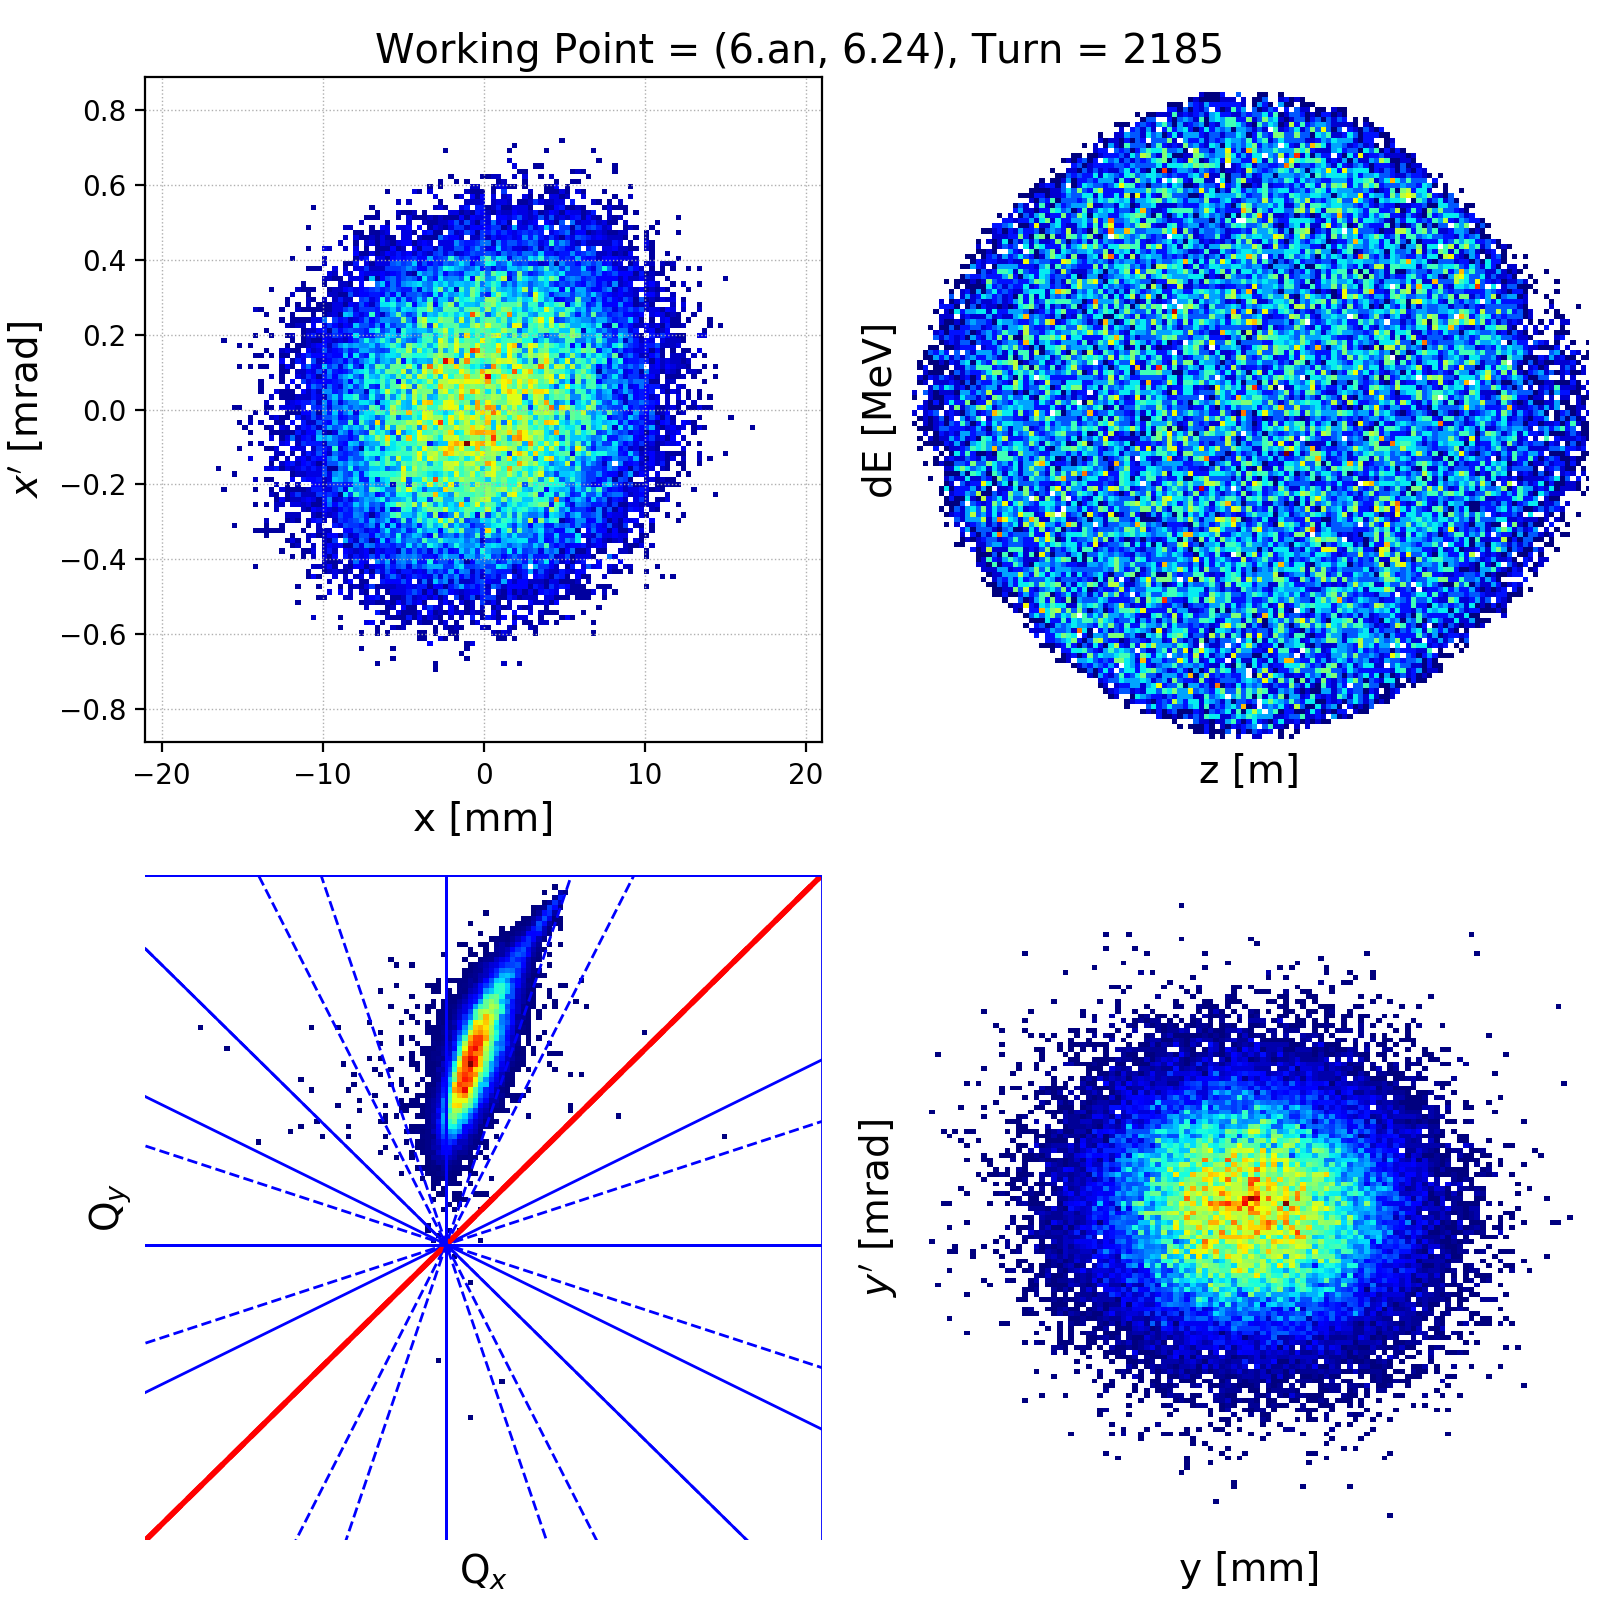 Working Point = (6.an, 6.24), Turn = 2185
0.8
0.6
0.4
0.2
0.0
−0.2
−0.4
−0.6
−0.8
x′ [mrad]
−20 −10 0 10 20
x [mm]
dE [MeV]
z [m]
Qy
Qx
y′ [mrad]
y [mm]